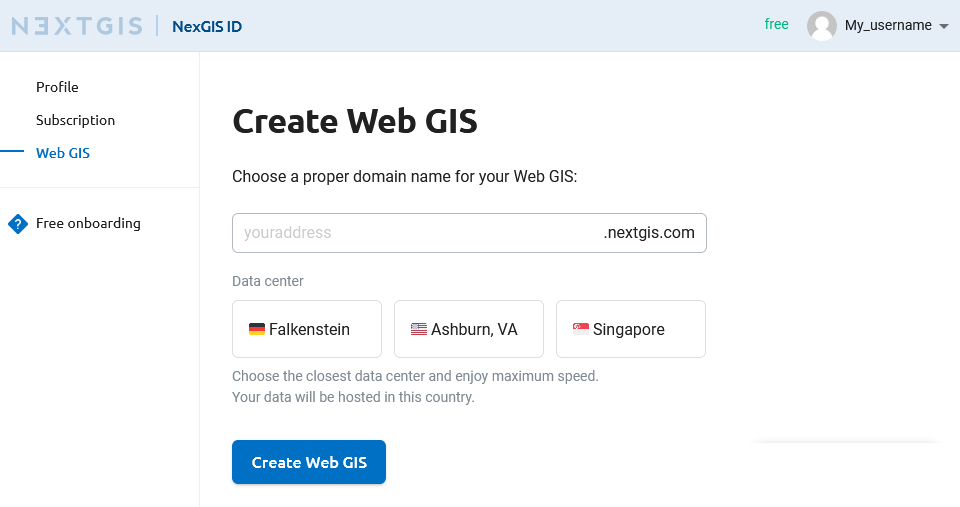 NEXTGIS | NexGIS ID free My_username
Profile
Subscription
Web GIS
? Free onboarding
Create Web GIS
Choose a proper domain name for your Web GIS:
youraddress .nextgis.com
Data center
Falkenstein Ashburn, VA Singapore
Choose the closest data center and enjoy maximum speed.
Your data will be hosted in this country.
Create Web GIS